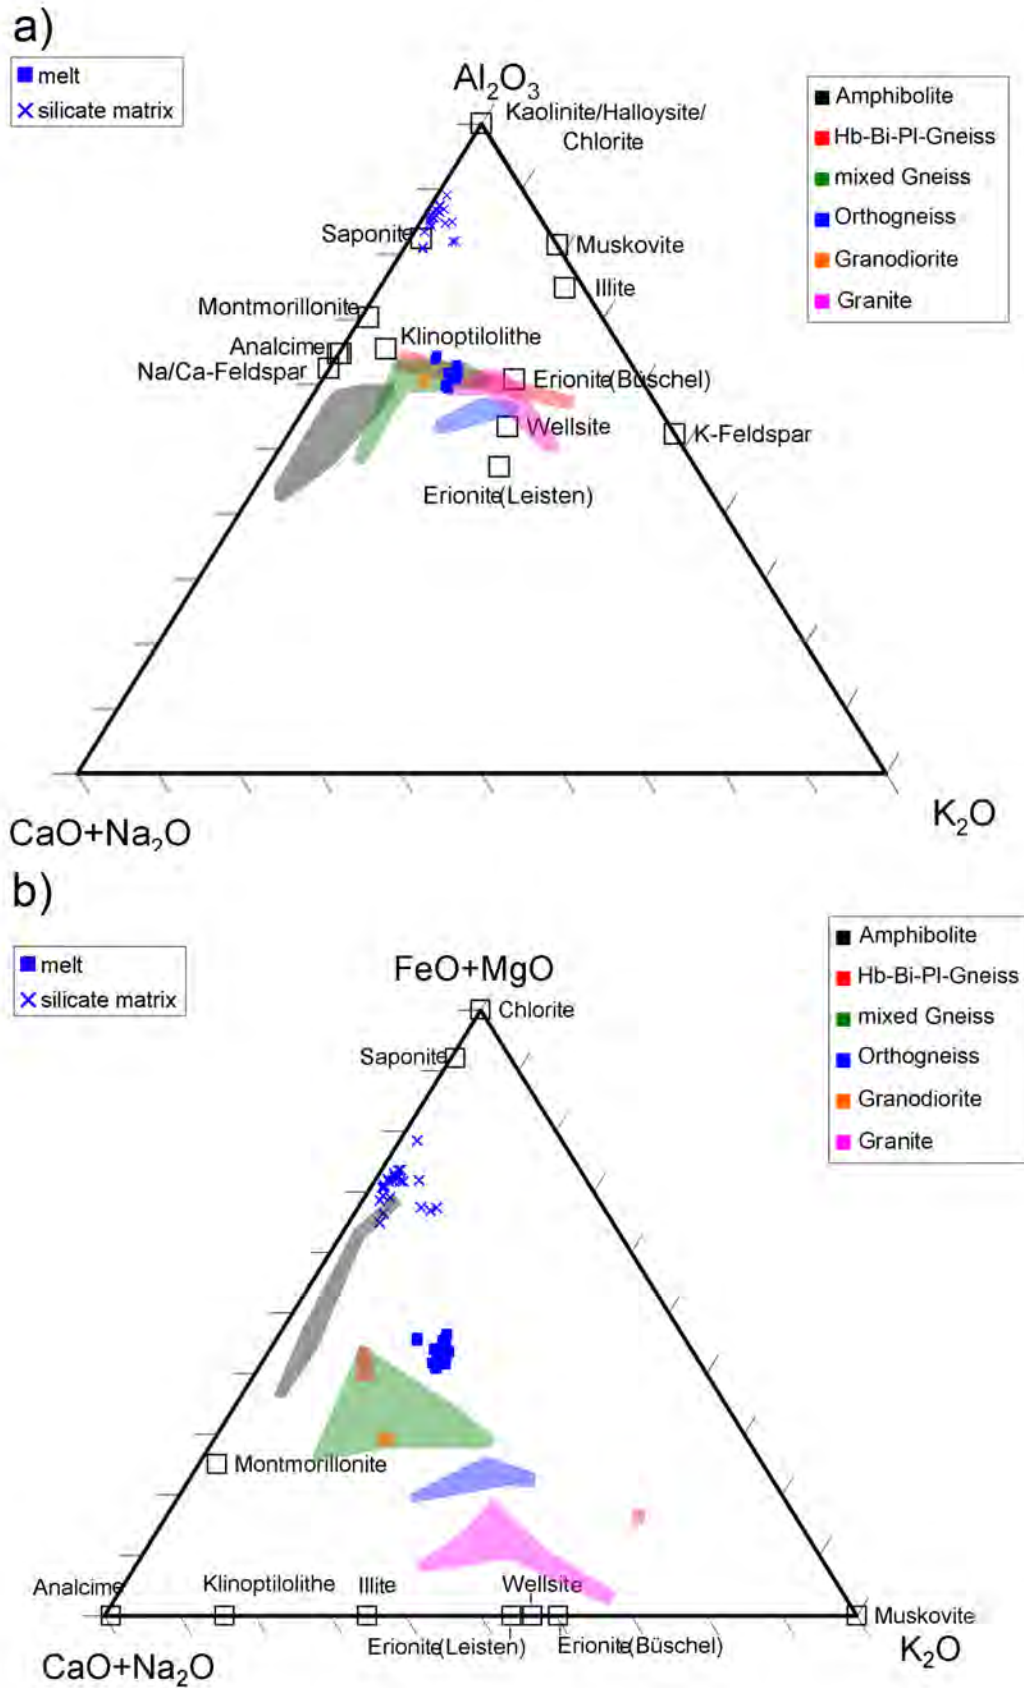 a)
melt
silicate matrix
Al₂O₃
Kaolinite/Halloysite/
Chlorite
Amphibolite
Hb-Bi-Pl-Gneiss
mixed Gneiss
Orthogneiss
Granodiorite
Granite
Saponite
Muskovite
Illite
Montmorillonite
Klinoptilolithe
Analcime
Na/Ca-Feldspar
Erionite(Büschel)
Wellsite
K-Feldspar
Erionite(Leisten)
CaO+Na₂O
K₂O
b)
melt
silicate matrix
FeO+MgO
Chlorite
Saponite
Amphibolite
Hb-Bi-Pl-Gneiss
mixed Gneiss
Orthogneiss
Granodiorite
Granite
Montmorillonite
Analcime
Klinoptilolithe
Illite
Wellsite
Muskovite
Erionite(Leisten)
Erionite(Büschel)
CaO+Na₂O
K₂O